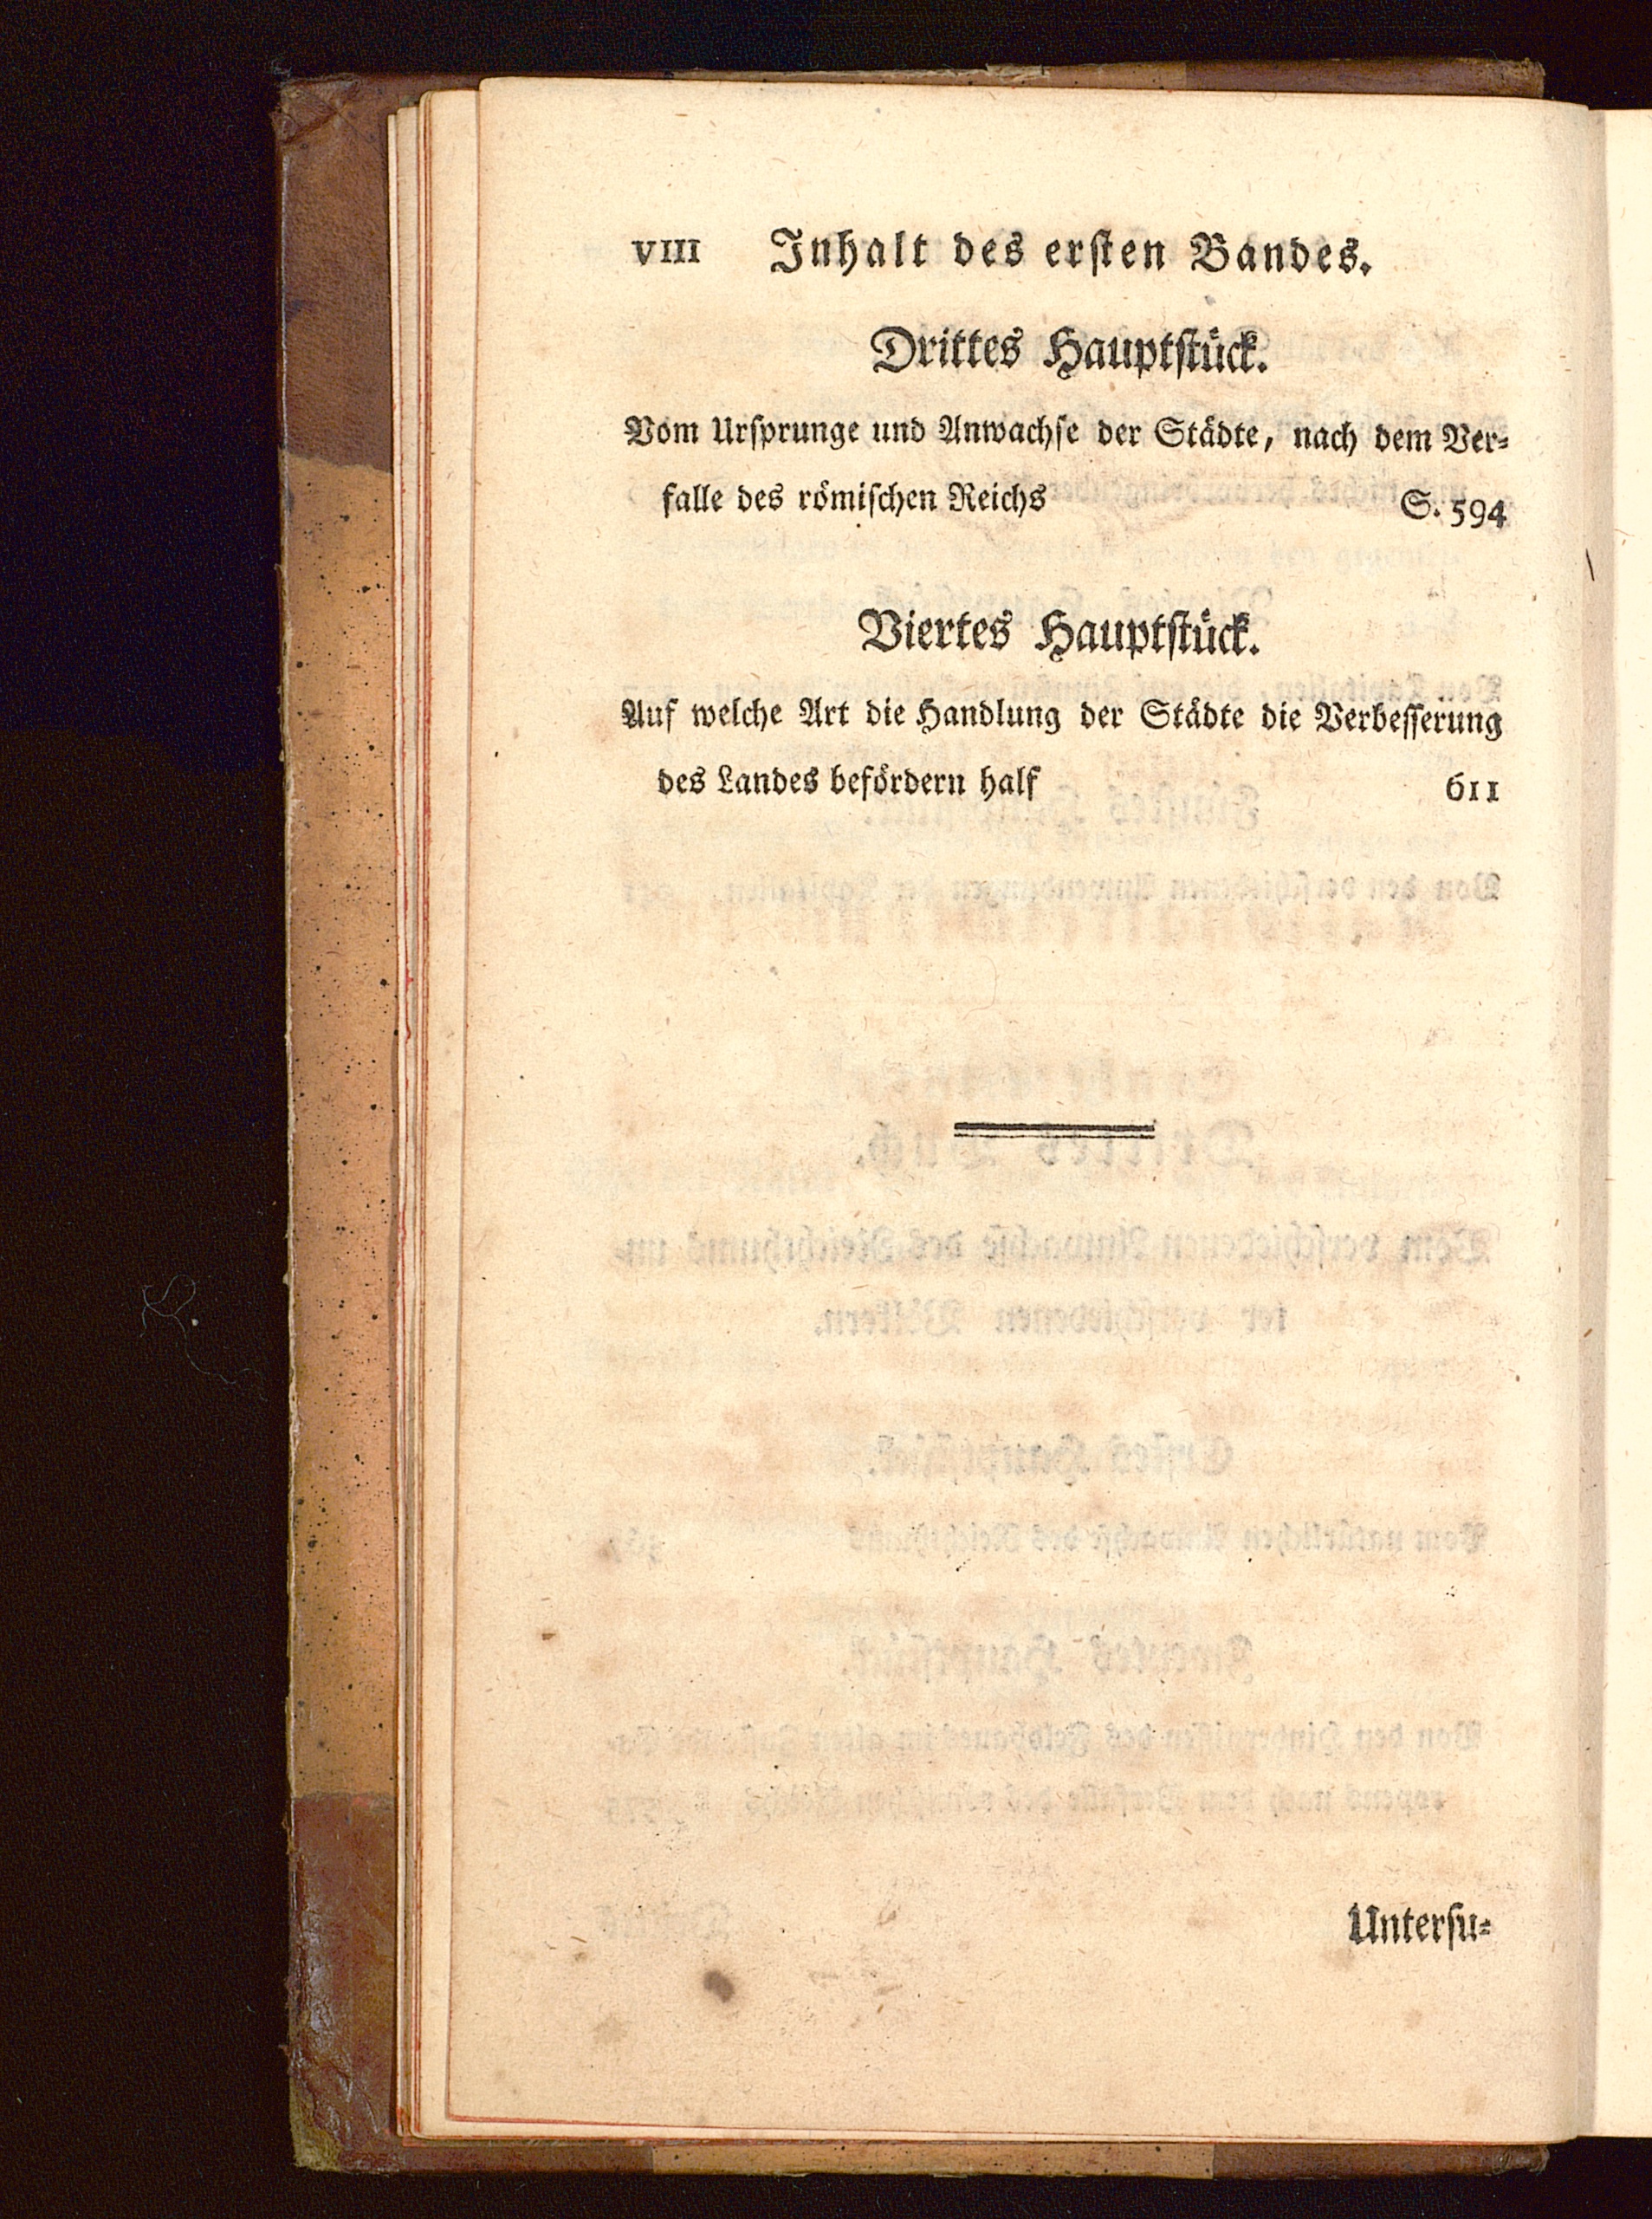 VIII Inhalt des ersten Bandes.
Drittes Hauptstück.
Vom Ursprunge und Anwachse der Städte, nach dem Ver-
falle des römischen Reichs S. 594
Viertes Hauptstück.
Auf welche Art die Handlung der Städte die Verbesserung
des Landes befördern half 611
Untersu-